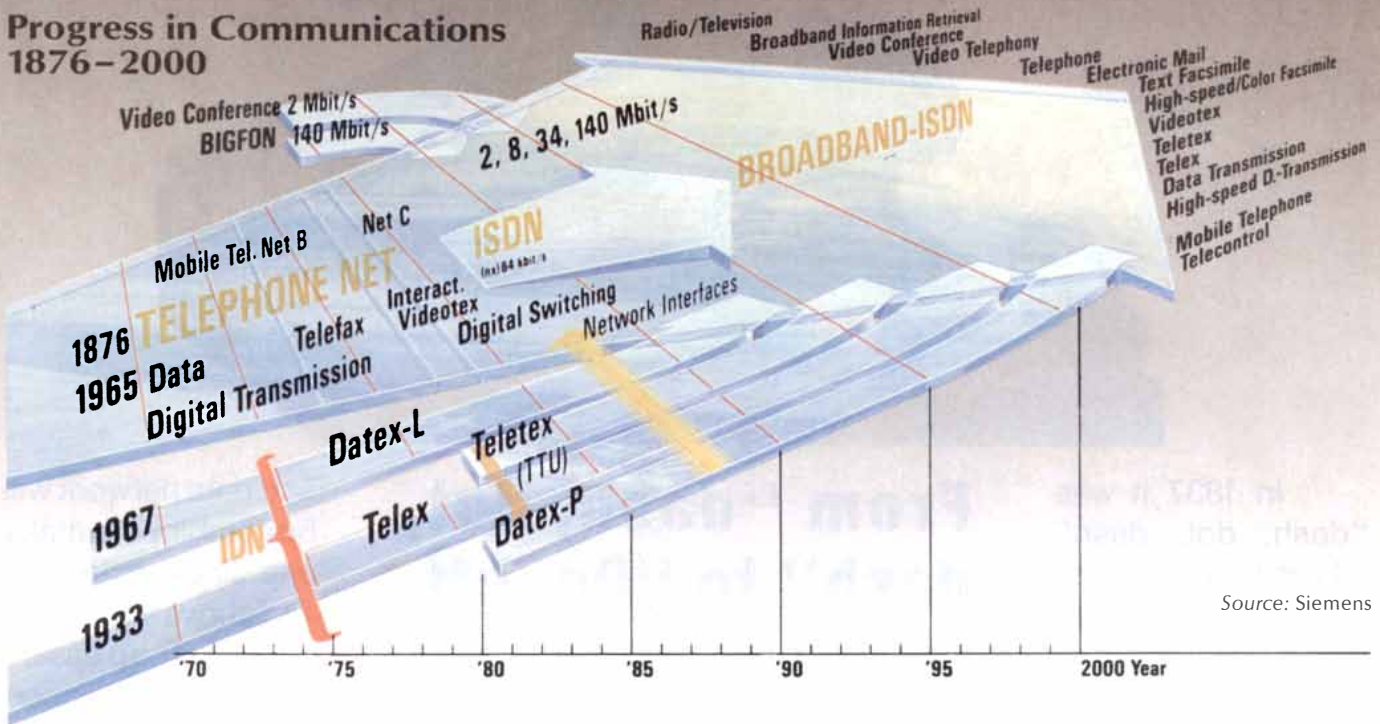 Progress in Communications
1876–2000
Radio/Television
Broadband Information Retrieval
Video Conference
Video Telephony
Telephone
Electronic Mail
Text Facsimile
High-speed/Color Facsimile
Videotex
Teletex
Telex
Data Transmission
High-speed D.-Transmission
Mobile Telephone
Telecontrol
Video Conference 2 Mbit/s
BIGFON 140 Mbit/s
2, 8, 34, 140 Mbit/s
BROADBAND-ISDN
Mobile Tel. Net B
Net C
ISDN
(nx)64 kbit/s
TELEPHONE NET
1876
1965 Data
Telefax
Interact.
Videotex
Digital Switching
Network Interfaces
Digital Transmission
Datex-L
Teletex
(TTU)
1967
IDN
Telex
Datex-P
1933
Source: Siemens
'70 '75 '80 '85 '90 '95 2000 Year